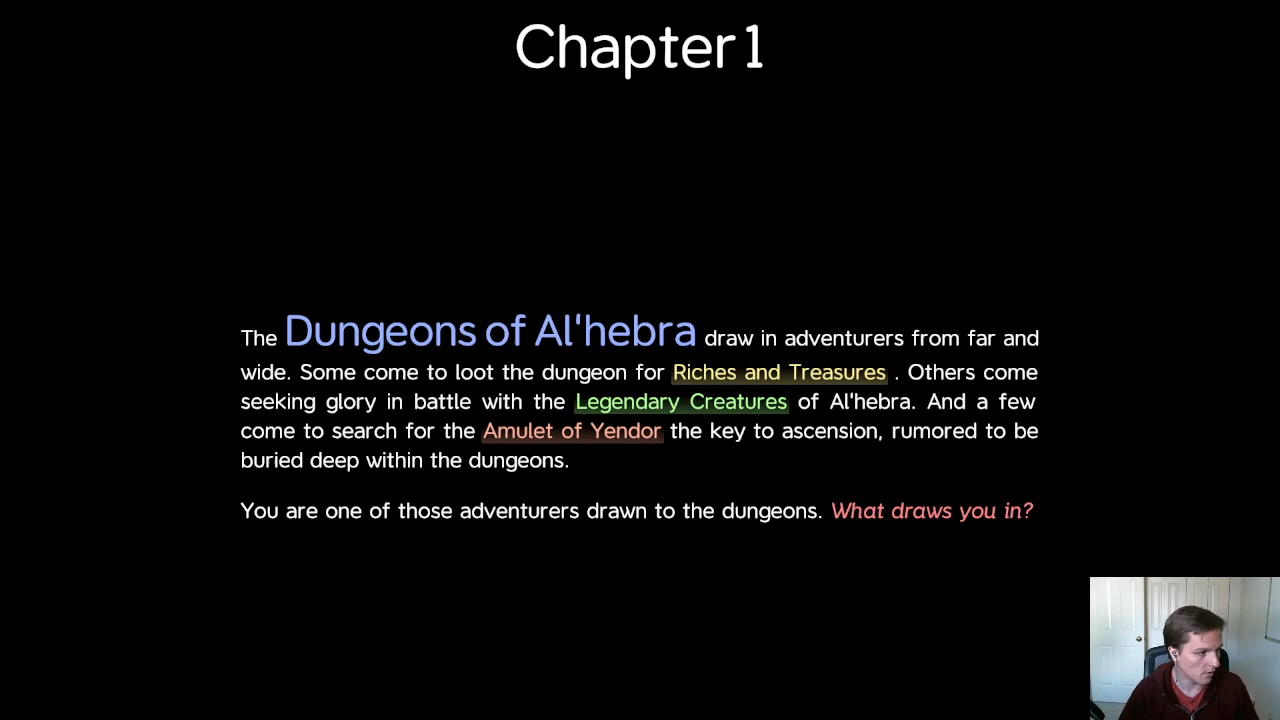 Chapter 1
The Dungeons of Al'hebra draw in adventurers from far and
wide. Some come to loot the dungeon for Riches and Treasures . Others come
seeking glory in battle with the Legendary Creatures of Al'hebra. And a few
come to search for the Amulet of Yendor the key to ascension, rumored to be
buried deep within the dungeons.
You are one of those adventurers drawn to the dungeons. What draws you in?